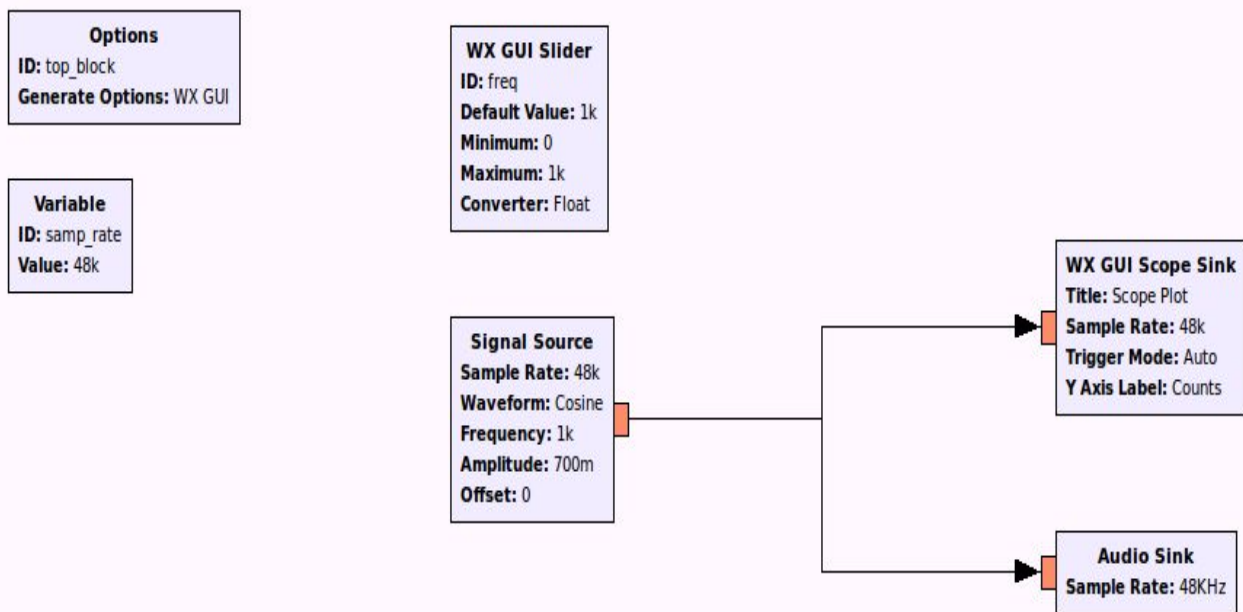 Options
ID: top_block
Generate Options: WX GUI
Variable
ID: samp_rate
Value: 48k
WX GUI Slider
ID: freq
Default Value: 1k
Minimum: 0
Maximum: 1k
Converter: Float
Signal Source
Sample Rate: 48k
Waveform: Cosine
Frequency: 1k
Amplitude: 700m
Offset: 0
WX GUI Scope Sink
Title: Scope Plot
Sample Rate: 48k
Trigger Mode: Auto
Y Axis Label: Counts
Audio Sink
Sample Rate: 48KHz